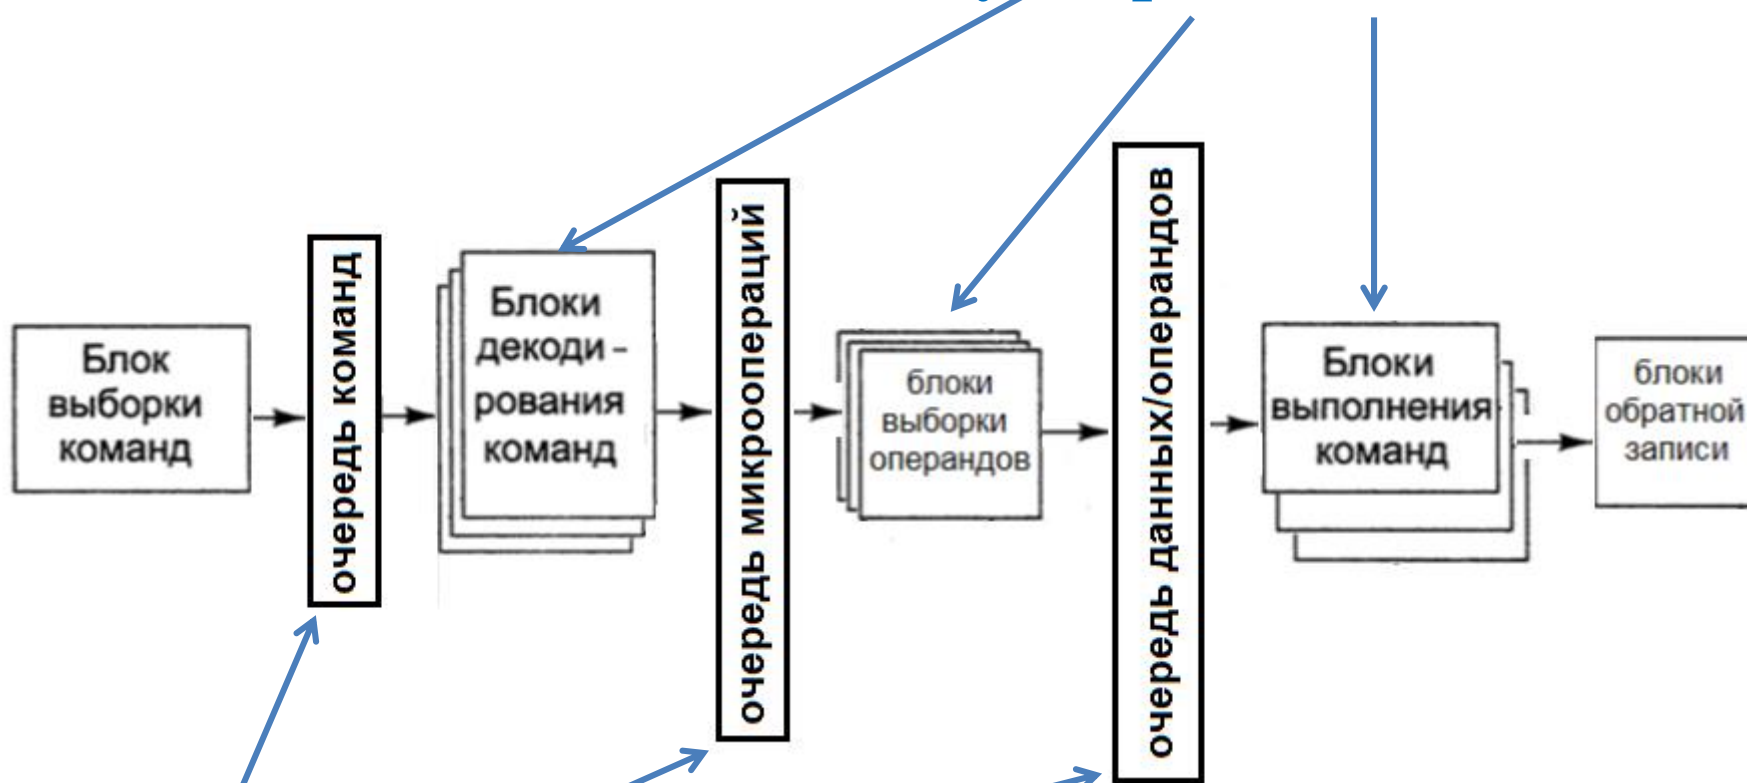 Блок
выборки
команд
очередь команд
Блоки
декоди -
рования
команд
очередь микроопераций
блоки
выборки
операндов
очередь данных/операндов
Блоки
выполнения
команд
блоки
обратной
записи